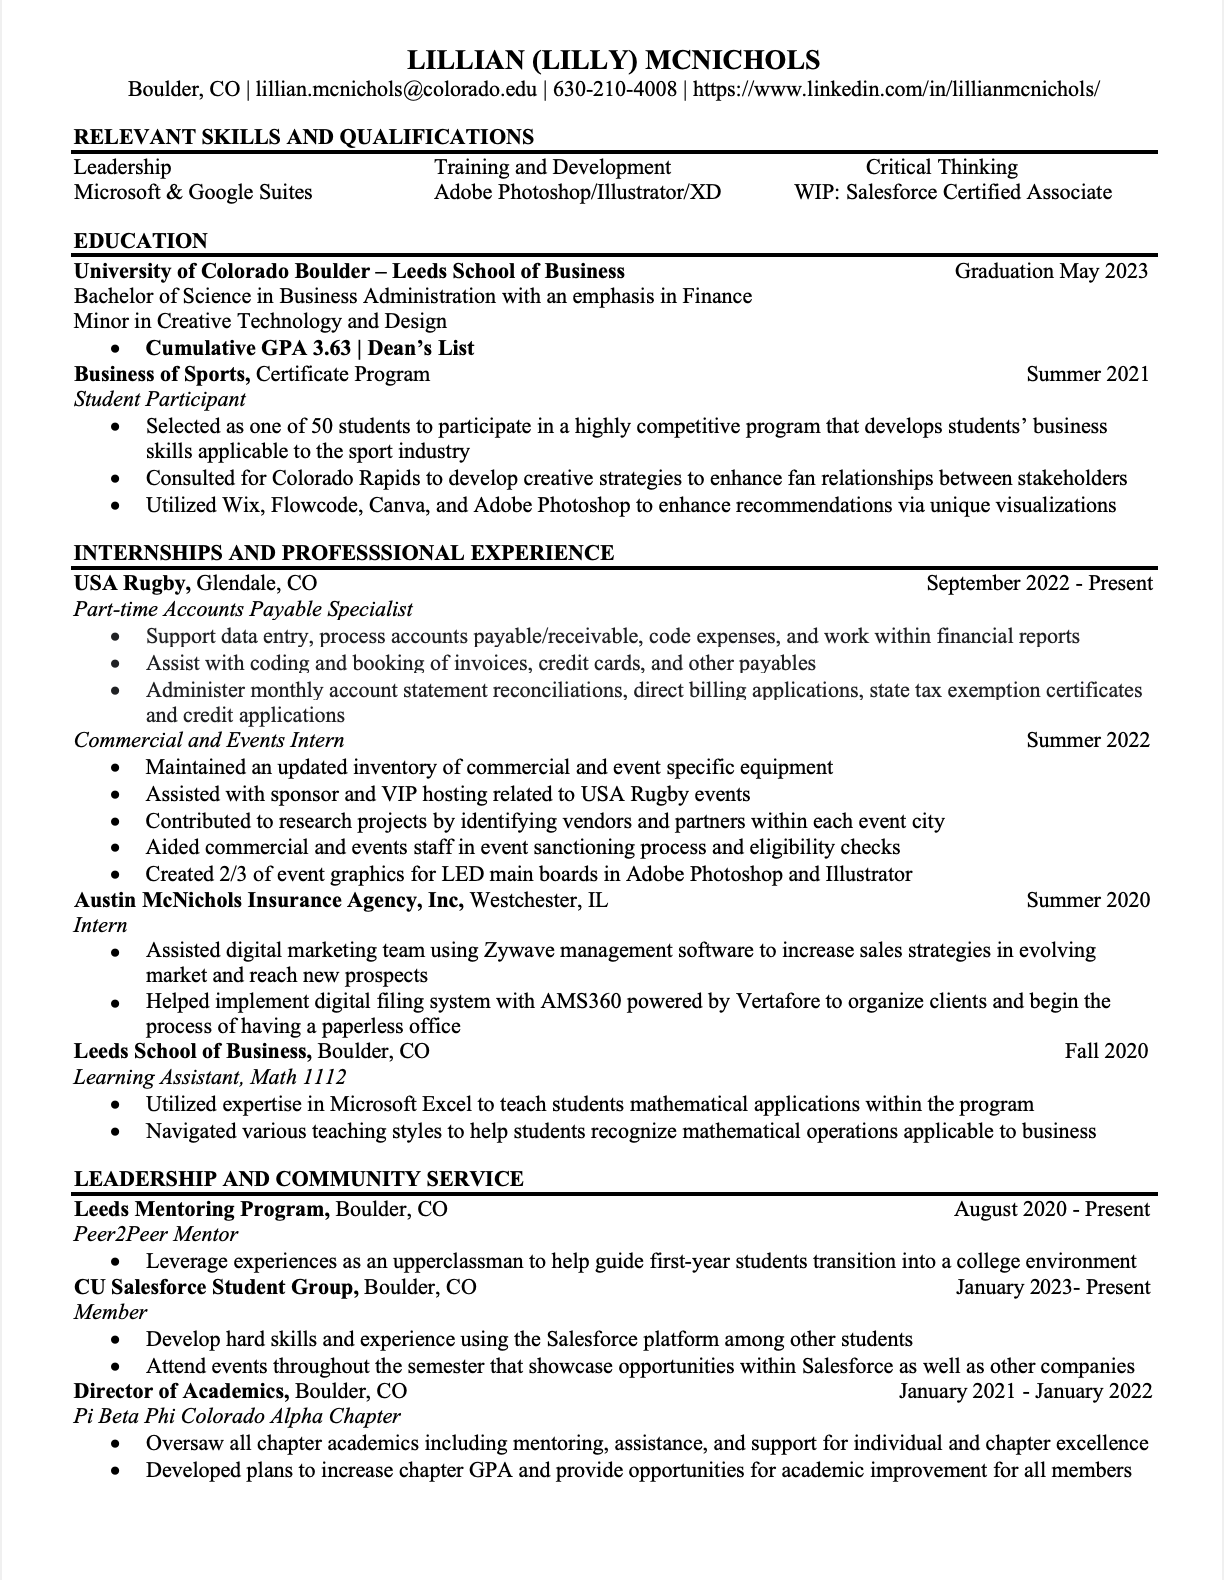 LILLIAN (LILLY) MCNICHOLS
Boulder, CO | lillian.mcnichols@colorado.edu | 630-210-4008 | https://www.linkedin.com/in/lillianmcnichols/
RELEVANT SKILLS AND QUALIFICATIONS
Leadership Training and Development Critical Thinking
Microsoft & Google Suites Adobe Photoshop/Illustrator/XD WIP: Salesforce Certified Associate
EDUCATION
University of Colorado Boulder – Leeds School of Business Graduation May 2023
Bachelor of Science in Business Administration with an emphasis in Finance
Minor in Creative Technology and Design
• Cumulative GPA 3.63 | Dean’s List
Business of Sports, Certificate Program Summer 2021
Student Participant
• Selected as one of 50 students to participate in a highly competitive program that develops students’ business
skills applicable to the sport industry
• Consulted for Colorado Rapids to develop creative strategies to enhance fan relationships between stakeholders
• Utilized Wix, Flowcode, Canva, and Adobe Photoshop to enhance recommendations via unique visualizations
INTERNSHIPS AND PROFESSSIONAL EXPERIENCE
USA Rugby, Glendale, CO September 2022 - Present
Part-time Accounts Payable Specialist
• Support data entry, process accounts payable/receivable, code expenses, and work within financial reports
• Assist with coding and booking of invoices, credit cards, and other payables
• Administer monthly account statement reconciliations, direct billing applications, state tax exemption certificates
and credit applications
Commercial and Events Intern Summer 2022
• Maintained an updated inventory of commercial and event specific equipment
• Assisted with sponsor and VIP hosting related to USA Rugby events
• Contributed to research projects by identifying vendors and partners within each event city
• Aided commercial and events staff in event sanctioning process and eligibility checks
• Created 2/3 of event graphics for LED main boards in Adobe Photoshop and Illustrator
Austin McNichols Insurance Agency, Inc, Westchester, IL Summer 2020
Intern
• Assisted digital marketing team using Zywave management software to increase sales strategies in evolving
market and reach new prospects
• Helped implement digital filing system with AMS360 powered by Vertafore to organize clients and begin the
process of having a paperless office
Leeds School of Business, Boulder, CO Fall 2020
Learning Assistant, Math 1112
• Utilized expertise in Microsoft Excel to teach students mathematical applications within the program
• Navigated various teaching styles to help students recognize mathematical operations applicable to business
LEADERSHIP AND COMMUNITY SERVICE
Leeds Mentoring Program, Boulder, CO August 2020 - Present
Peer2Peer Mentor
• Leverage experiences as an upperclassman to help guide first-year students transition into a college environment
CU Salesforce Student Group, Boulder, CO January 2023- Present
Member
• Develop hard skills and experience using the Salesforce platform among other students
• Attend events throughout the semester that showcase opportunities within Salesforce as well as other companies
Director of Academics, Boulder, CO January 2021 - January 2022
Pi Beta Phi Colorado Alpha Chapter
• Oversaw all chapter academics including mentoring, assistance, and support for individual and chapter excellence
• Developed plans to increase chapter GPA and provide opportunities for academic improvement for all members